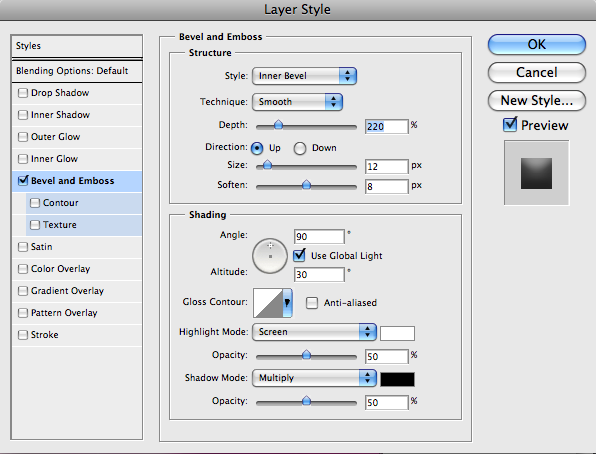 Layer Style
Styles
Blending Options: Default
Drop Shadow
Inner Shadow
Outer Glow
Inner Glow
Bevel and Emboss
Contour
Texture
Satin
Color Overlay
Gradient Overlay
Pattern Overlay
Stroke
Bevel and Emboss
Structure
Style: Inner Bevel
Technique: Smooth
Depth: 220 %
Direction: Up Down
Size: 12 px
Soften: 8 px
Shading
Angle: 90 °
Use Global Light
Altitude: 30 °
Gloss Contour: Anti-aliased
Highlight Mode: Screen
Opacity: 50 %
Shadow Mode: Multiply
Opacity: 50 %
OK
Cancel
New Style...
Preview